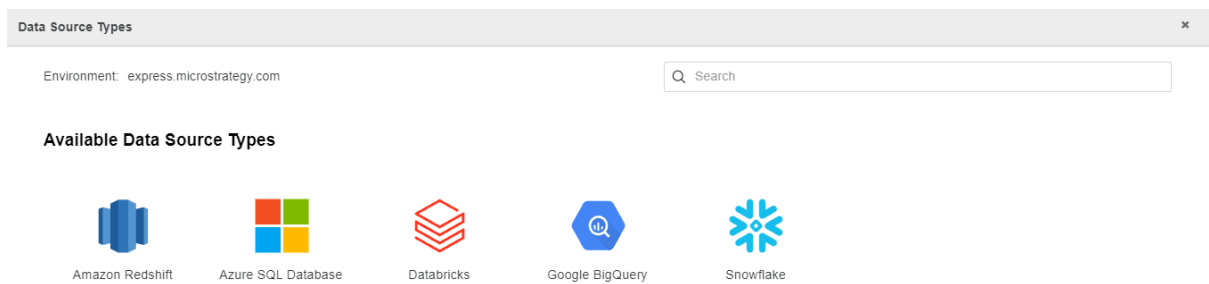 Data Source Types
×
Environment: express.microstrategy.com
Search
Available Data Source Types
Amazon Redshift
Azure SQL Database
Databricks
Google BigQuery
Snowflake